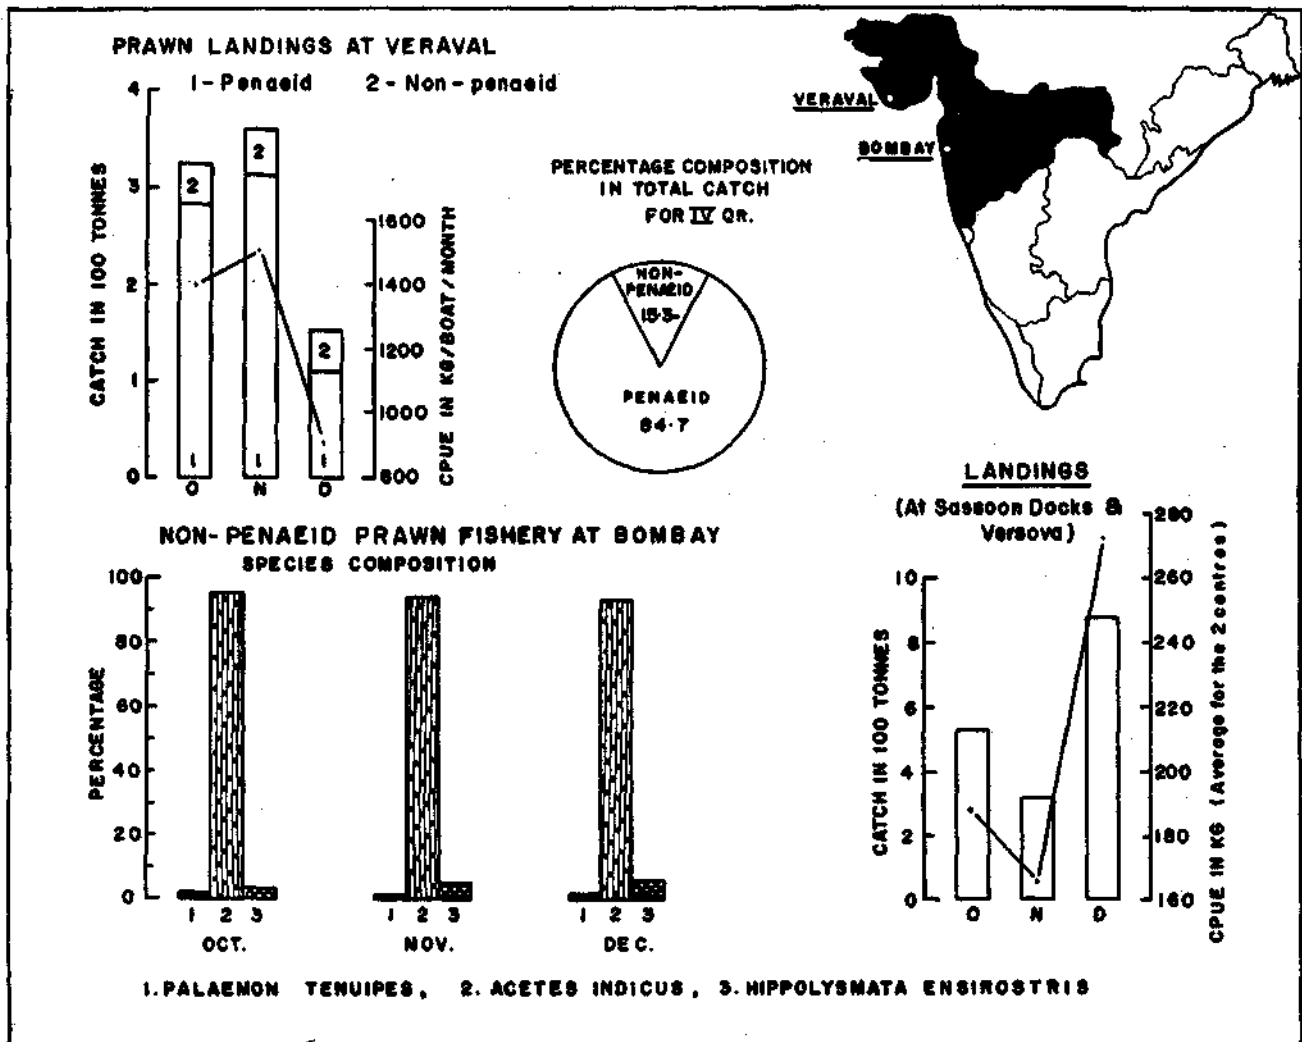 PRAWN LANDINGS AT VERAVAL
1-Penaeid 2-Non-penaeid
4
3
2
1
0
CATCH IN 100 TONNES
2
2
2
1
1
1
O N D
1600
1400
1200
1000
800
CPUE IN KG/BOAT/MONTH
PERCENTAGE COMPOSITION
IN TOTAL CATCH
FOR IV QR.
NON-
PENAEID
15·3
PENAEID
84·7
VERAVAL
BOMBAY
NON-PENAEID PRAWN FISHERY AT BOMBAY
SPECIES COMPOSITION
100
80
60
40
20
0
PERCENTAGE
1 2 3
1 2 3
1 2 3
OCT.
NOV.
DEC.
LANDINGS
(At Sassoon Docks &
Versova)
10
8
6
4
2
0
CATCH IN 100 TONNES
O N D
280
260
240
220
200
180
160
CPUE IN KG (Average for the 2 centres)
1. PALAEMON TENUIPES, 2. ACETES INDICUS, 3. HIPPOLYSMATA ENSIROSTRIS